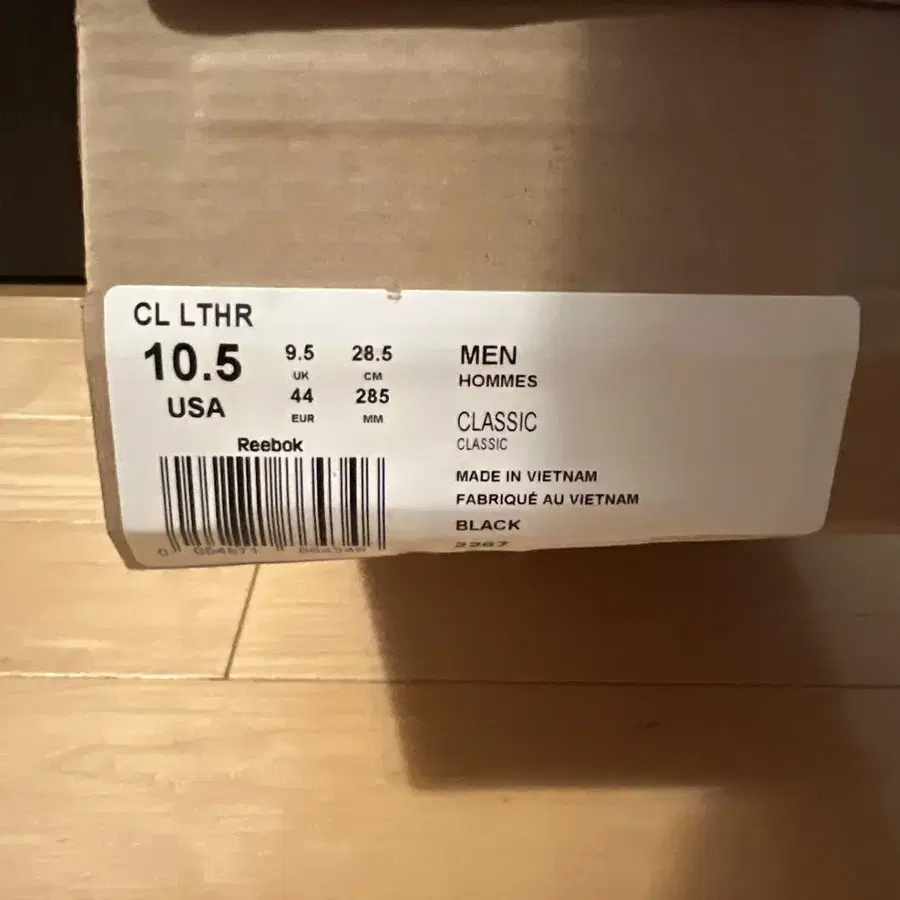 CL LTHR
10.5
USA
9.5 28.5
UK CM
44 285
EUR MM
Reebok
MEN
HOMMES
CLASSIC
CLASSIC
MADE IN VIETNAM
FABRIQUÉ AU VIETNAM
BLACK
2267